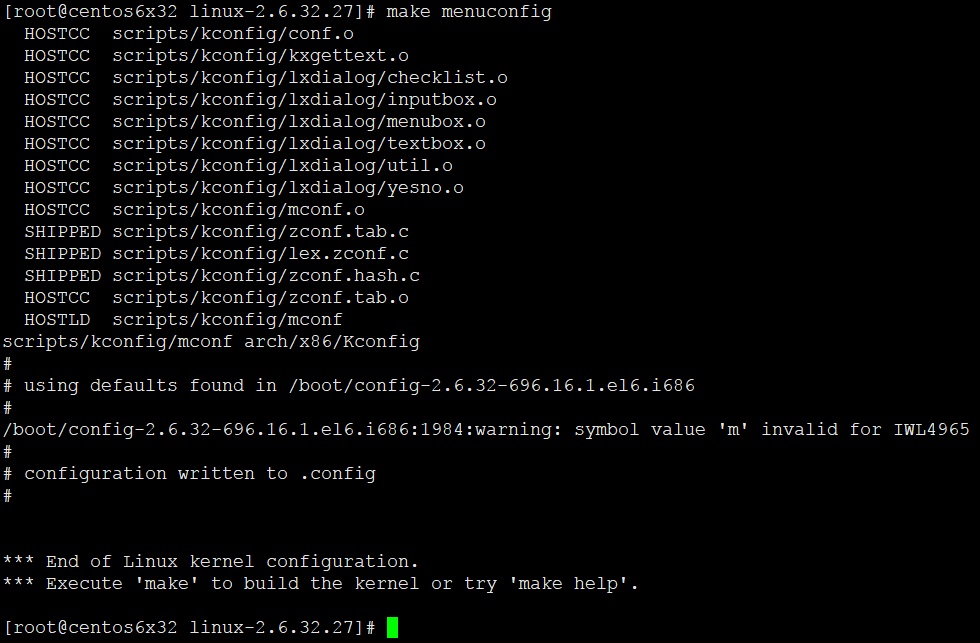 [root@centos6x32 linux-2.6.32.27]# make menuconfig
  HOSTCC  scripts/kconfig/conf.o
  HOSTCC  scripts/kconfig/kxgettext.o
  HOSTCC  scripts/kconfig/lxdialog/checklist.o
  HOSTCC  scripts/kconfig/lxdialog/inputbox.o
  HOSTCC  scripts/kconfig/lxdialog/menubox.o
  HOSTCC  scripts/kconfig/lxdialog/textbox.o
  HOSTCC  scripts/kconfig/lxdialog/util.o
  HOSTCC  scripts/kconfig/lxdialog/yesno.o
  HOSTCC  scripts/kconfig/mconf.o
  SHIPPED scripts/kconfig/zconf.tab.c
  SHIPPED scripts/kconfig/lex.zconf.c
  SHIPPED scripts/kconfig/zconf.hash.c
  HOSTCC  scripts/kconfig/zconf.tab.o
  HOSTLD  scripts/kconfig/mconf
scripts/kconfig/mconf arch/x86/Kconfig
#
# using defaults found in /boot/config-2.6.32-696.16.1.el6.i686
#
/boot/config-2.6.32-696.16.1.el6.i686:1984:warning: symbol value 'm' invalid for IWL4965
#
# configuration written to .config
#
*** End of Linux kernel configuration.
*** Execute 'make' to build the kernel or try 'make help'.
[root@centos6x32 linux-2.6.32.27]#